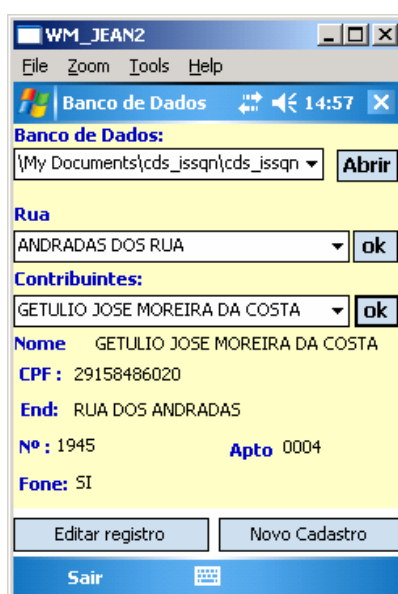 WM_JEAN2
File Zoom Tools Help
Banco de Dados 14:57
Banco de Dados:
\My Documents\cds_issqn\cds_issqn Abrir
Rua
ANDRADAS DOS RUA ok
Contribuintes:
GETULIO JOSE MOREIRA DA COSTA ok
Nome GETULIO JOSE MOREIRA DA COSTA
CPF : 29158486020
End: RUA DOS ANDRADAS
Nº : 1945 Apto 0004
Fone: SI
Editar registro Novo Cadastro
Sair